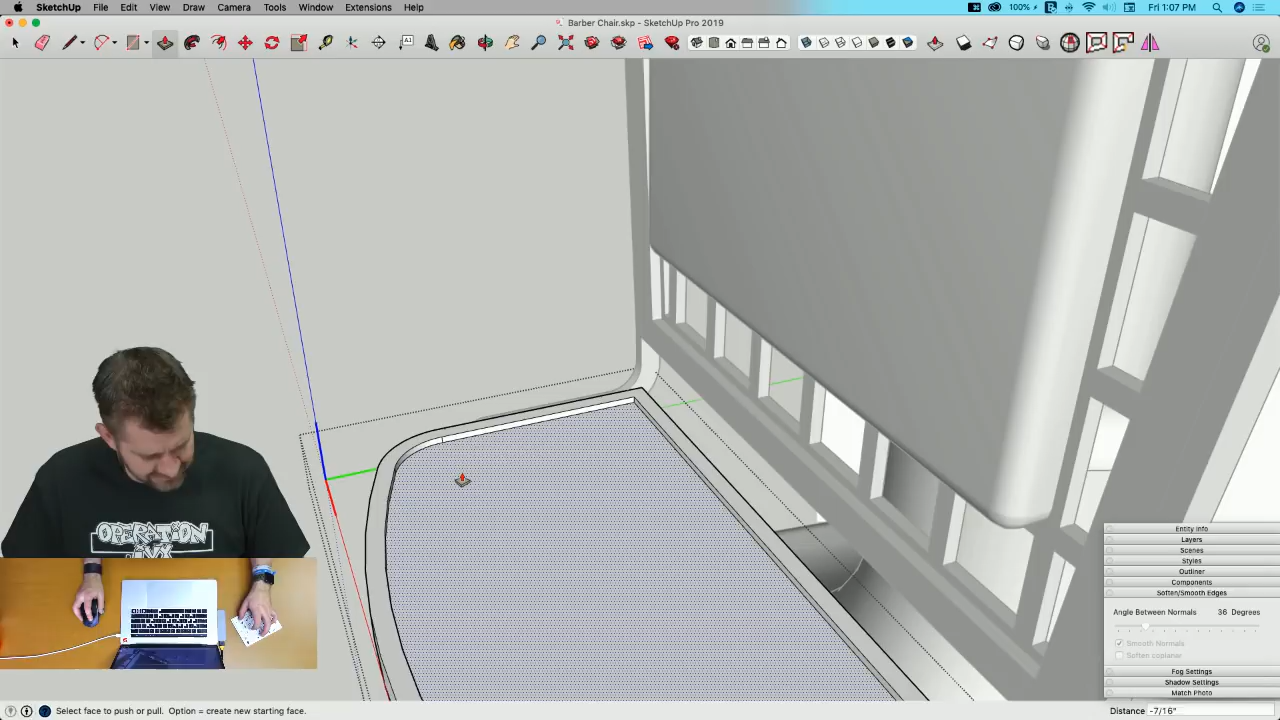 SketchUp File Edit View Draw Camera Tools Window Extensions Help
100% Fri 1:07 PM
Barber Chair.skp - SketchUp Pro 2019
A1
OPERATION
IVY
Entity Info
Layers
Scenes
Styles
Outliner
Components
Soften/Smooth Edges
Angle Between Normals 36 Degrees
Smooth Normals
Soften coplanar
Fog Settings
Shadow Settings
Match Photo
Select face to push or pull. Option = create new starting face.
Distance -7/16"